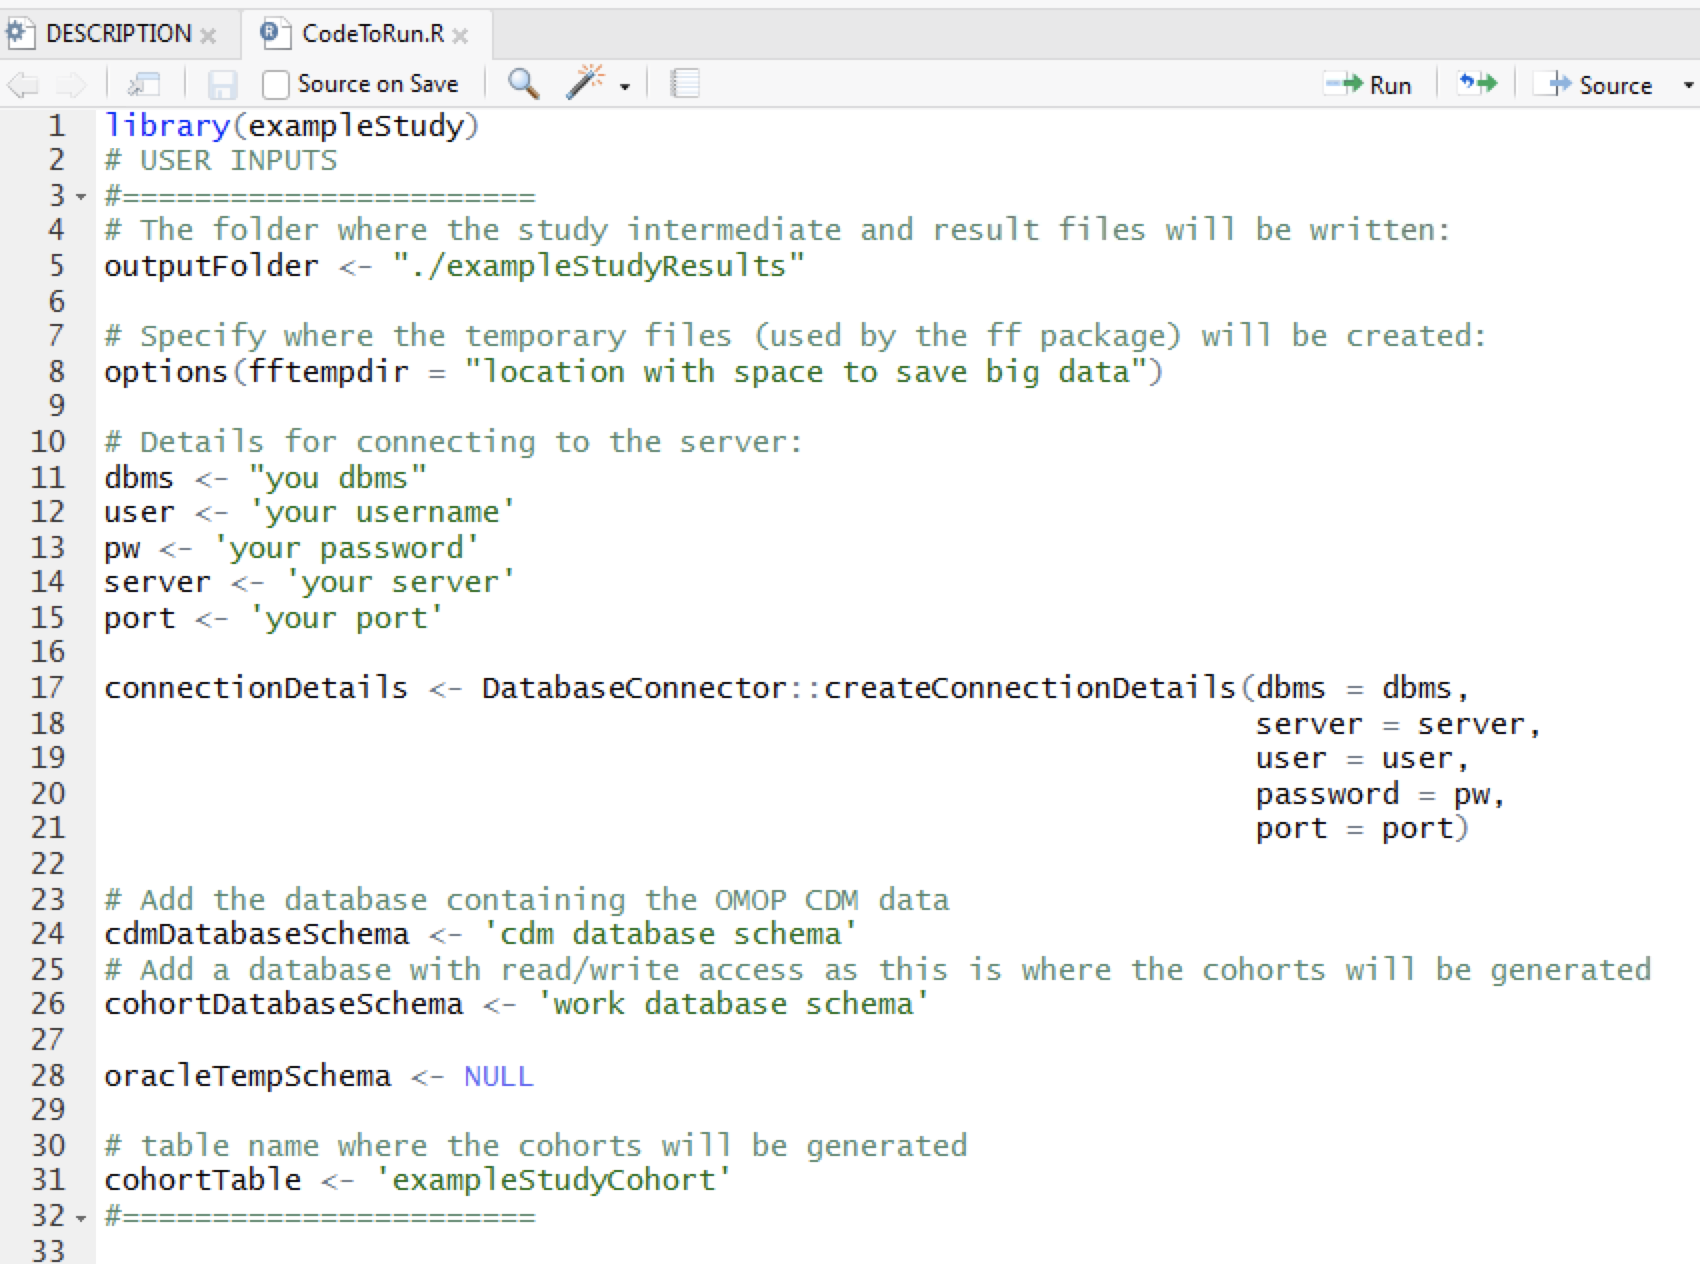 DESCRIPTION
CodeToRun.R
Source on Save
Run
Source
1 library(exampleStudy)
2 # USER INPUTS
3 #=======================
4 # The folder where the study intermediate and result files will be written:
5 outputFolder <- "./exampleStudyResults"
6
7 # Specify where the temporary files (used by the ff package) will be created:
8 options(fftempdir = "location with space to save big data")
9
10 # Details for connecting to the server:
11 dbms <- "you dbms"
12 user <- 'your username'
13 pw <- 'your password'
14 server <- 'your server'
15 port <- 'your port'
16
17 connectionDetails <- DatabaseConnector::createConnectionDetails(dbms = dbms,
18 server = server,
19 user = user,
20 password = pw,
21 port = port)
22
23 # Add the database containing the OMOP CDM data
24 cdmDatabaseSchema <- 'cdm database schema'
25 # Add a database with read/write access as this is where the cohorts will be generated
26 cohortDatabaseSchema <- 'work database schema'
27
28 oracleTempSchema <- NULL
29
30 # table name where the cohorts will be generated
31 cohortTable <- 'exampleStudyCohort'
32 #=======================
33